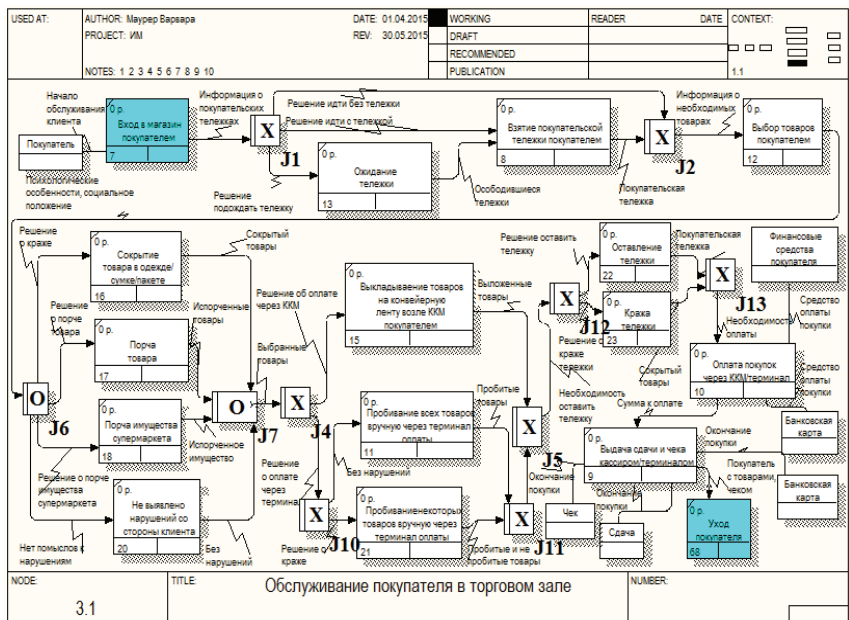 USED AT:
AUTHOR: Маурер Варвара
DATE: 01.04.2015
PROJECT: ИМ
REV: 30.05.2015
NOTES: 1 2 3 4 5 6 7 8 9 10
WORKING
DRAFT
RECOMMENDED
PUBLICATION
READER
DATE
CONTEXT:
1.1
Начало
обслуживания
клиента
Покупатель
Психологические
особенности, социальное
положение
0 р.
Вход в магазин
покупателем
7
Информация о
покупательских
тележках
X
J1
Решение идти без тележки
Решение идти с тележкой
Решение
подождать тележку
0 р.
Ожидание
тележки
13
Осободившиеся
тележки
0 р.
Взятие покупательской
тележки покупателем
8
Покупательская
тележка
X
J2
Информация о
необходимых
товарах
0 р.
Выбор товаров
покупателем
12
Решение
о краже
0 р.
Сокрытие
товара в одежде/
сумке/пакете
16
Сокрытый
товары
Решение
о порче
товара
0 р.
Порча
товара
17
Испорченные
товары
O
J6
0 р.
Порча имущества
супермаркета
18
Испорченное
имущество
Решение о порче
имущества
супермаркета
0 р.
Не выявлено
нарушений со
стороны клиента
20
Нет помыслов к
нарушениям
Без
нарушений
O
J7
Выбранные
товары
X
J4
Решение об оплате
через ККМ
0 р.
Выкладывыение товаров
на конвейерную
ленту возле ККМ
покупателем
15
Выложенные
товары
Решение
о оплате
через
терминал
0 р.
Пробивание всех товаров
вручную через терминал
оплаты
11
Пробитые
товары
Без нарушений
X
J10
Решение о
краже
0 р.
Пробиваниенекоторых
товаров вручную через
терминал оплаты
21
Пробитые и не
пробитые товары
X
J11
X
J5
Необходимость
оставить
тележку
X
J12
Решение оставить
тележку
Решение о
краже
тележки
0 р.
Оставление
тележки
22
Покупательская
тележка
0 р.
Кража
тележки
23
Сокрытый
товары
X
J13
Необходимость
оплаты
Финансовые
средства
покупателя
Средство
оплаты
покупки
0 р.
Оплата покупок
через ККМ/терминал
10
Средство
оплаты
покупки
Сумма к оплате
Банковская
карта
Банковская
карта
0 р.
Выдача сдачи и чека
кассиром/терминалом
9
Окончание
покупки
Окончание
покупки
Окончание
покупки
Чек
Сдача
Покупатель
с товарами,
чеком
0 р.
Уход
покупателя
68
NODE:
3.1
TITLE:
Обслуживание покупателя в торговом зале
NUMBER: